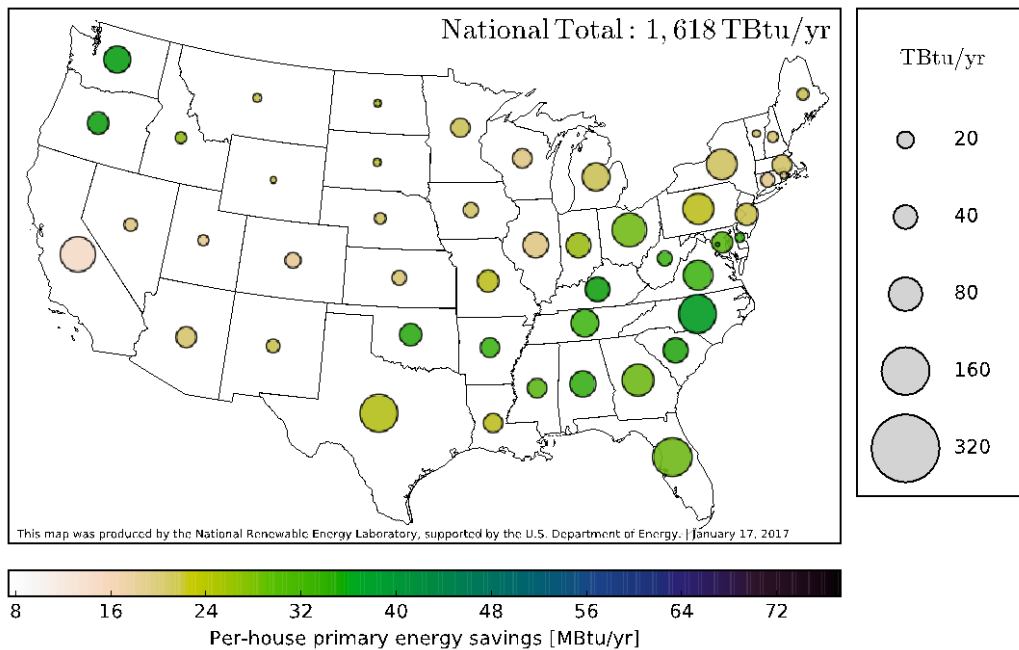 National Total: 1,618 TBtu/yr
TBtu/yr
20
40
80
160
320
This map was produced by the National Renewable Energy Laboratory, supported by the U.S. Department of Energy. | January 17, 2017
8 16 24 32 40 48 56 64 72
Per-house primary energy savings [MBtu/yr]